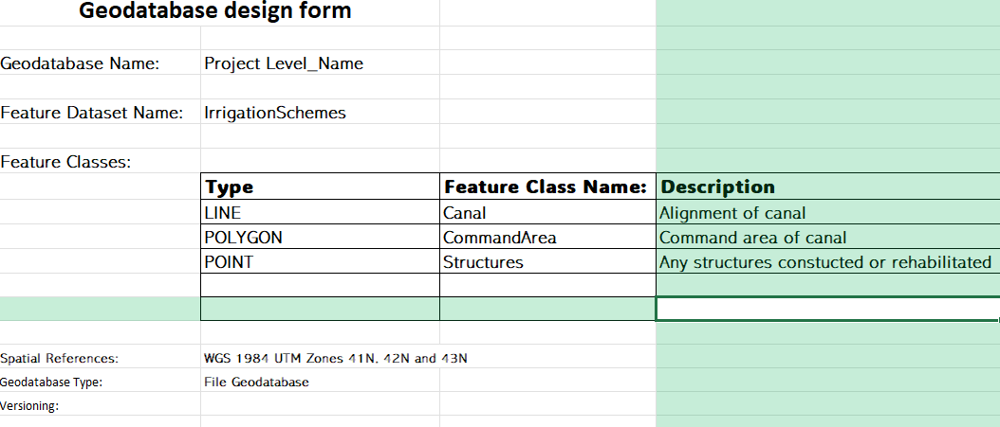 Geodatabase design form
Geodatabase Name: Project Level_Name
Feature Dataset Name: IrrigationSchemes
Feature Classes:
Type Feature Class Name: Description
LINE Canal Alignment of canal
POLYGON CommandArea Command area of canal
POINT Structures Any structures constucted or rehabilitated
Spatial References: WGS 1984 UTM Zones 41N, 42N and 43N
Geodatabase Type: File Geodatabase
Versioning: